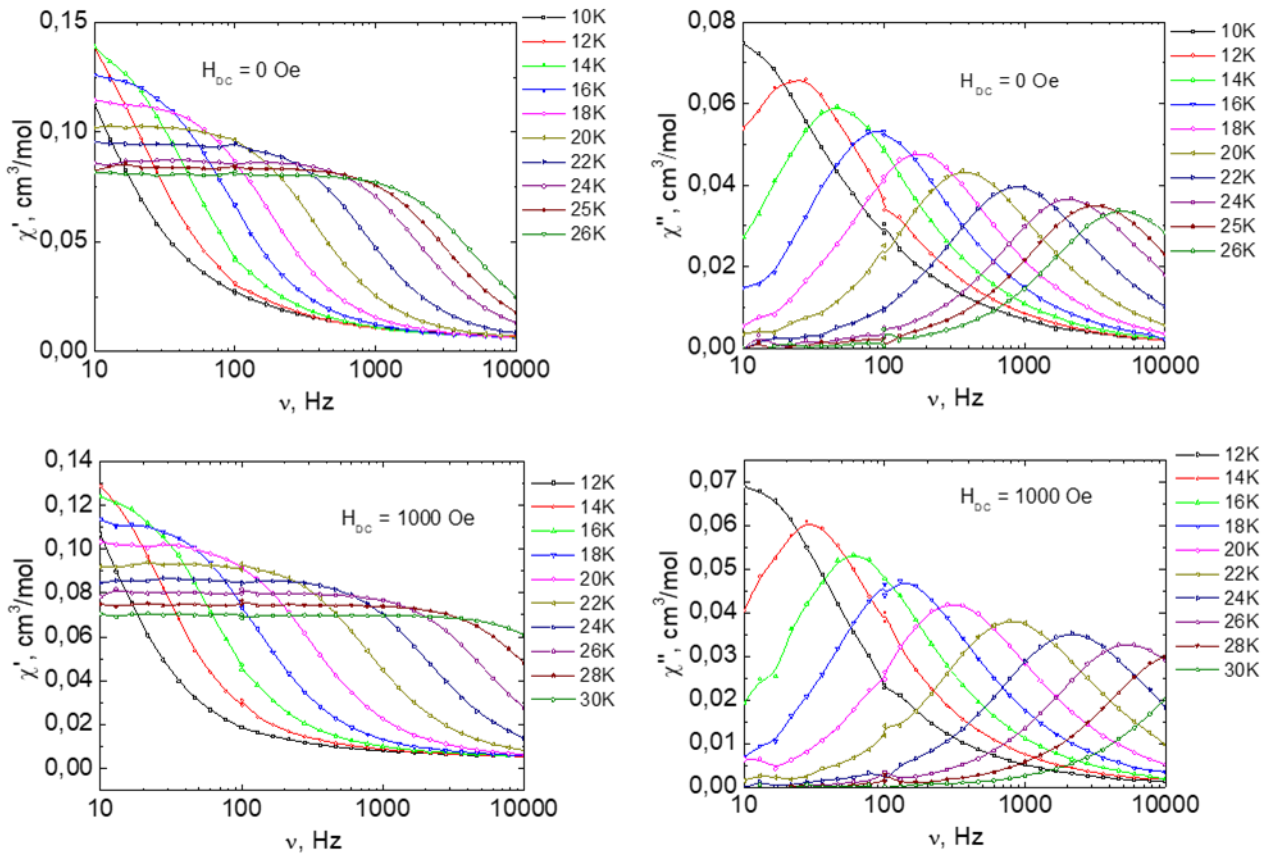 H_DC = 0 Oe
0,15
0,10
0,05
0,00
χ', cm³/mol
10 100 1000 10000
ν, Hz
10K
12K
14K
16K
18K
20K
22K
24K
25K
26K
H_DC = 0 Oe
0,08
0,06
0,04
0,02
0,00
χ'', cm³/mol
10 100 1000 10000
ν, Hz
10K
12K
14K
16K
18K
20K
22K
24K
25K
26K
H_DC = 1000 Oe
0,14
0,12
0,10
0,08
0,06
0,04
0,02
0,00
χ', cm³/mol
10 100 1000 10000
ν, Hz
12K
14K
16K
18K
20K
22K
24K
26K
28K
30K
H_DC = 1000 Oe
0,07
0,06
0,05
0,04
0,03
0,02
0,01
0,00
χ'', cm³/mol
10 100 1000 10000
ν, Hz
12K
14K
16K
18K
20K
22K
24K
26K
28K
30K